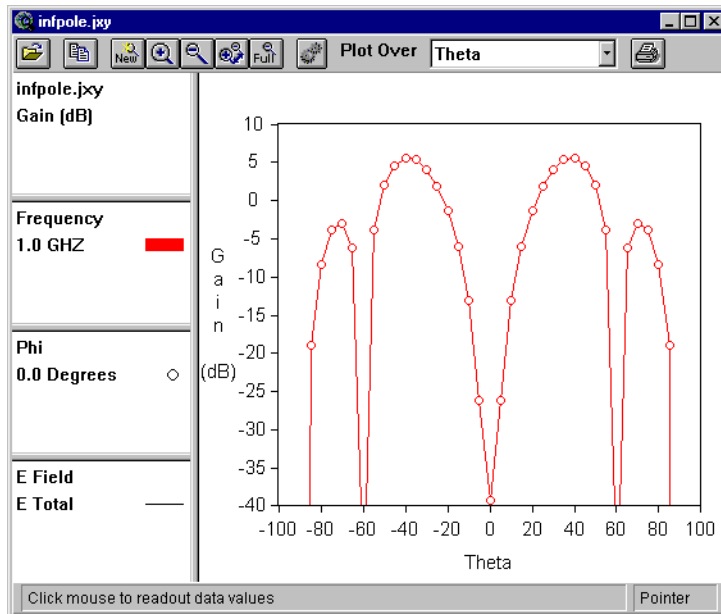 infpole.jxy
New
Full
Plot Over
Theta
infpole.jxy
Gain (dB)
Frequency
1.0 GHZ
Phi
0.0 Degrees
E Field
E Total
Gain
(dB)
10
5
0
-5
-10
-15
-20
-25
-30
-35
-40
-100 -80 -60 -40 -20 0 20 40 60 80 100
Theta
Click mouse to readout data values
Pointer